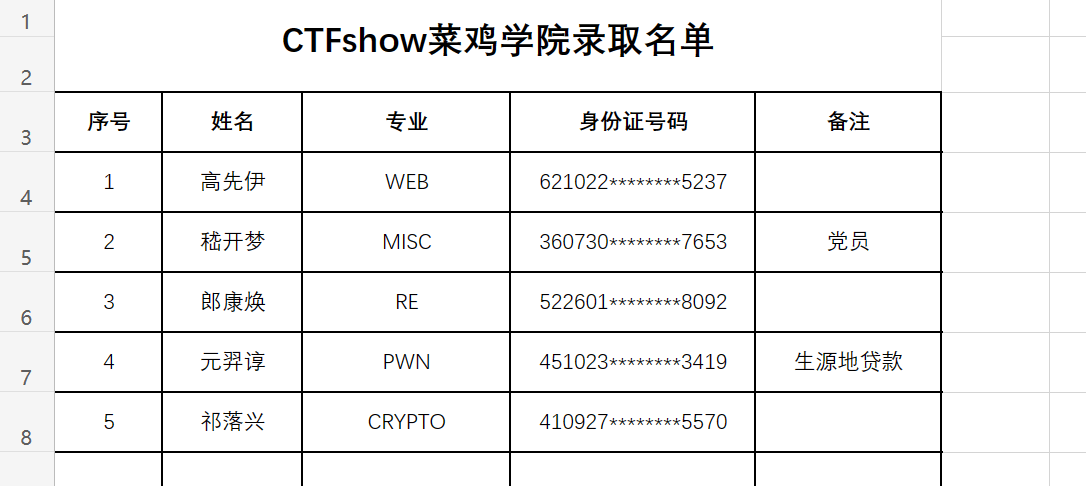 1
CTFshow菜鸡学院录取名单
2
3 序号 姓名 专业 身份证号码 备注
4 1 高先伊 WEB 621022********5237
5 2 嵇开梦 MISC 360730********7653 党员
6 3 郎康焕 RE 522601********8092
7 4 元羿谆 PWN 451023********3419 生源地贷款
8 5 祁落兴 CRYPTO 410927********5570